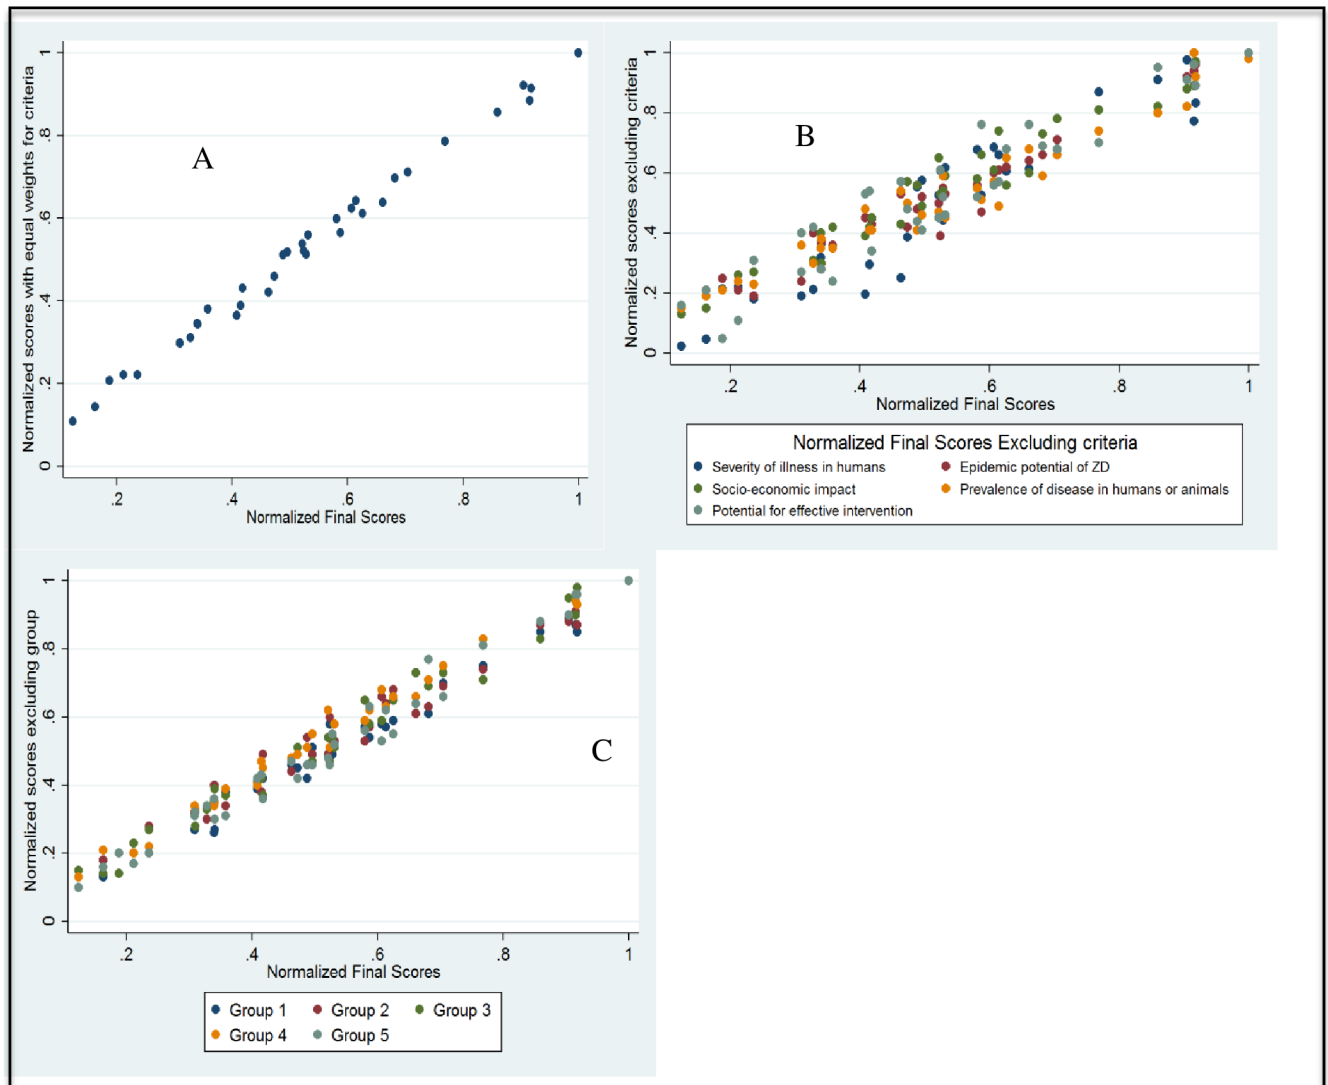 Normalized scores with equal weights for criteria
1
.8
.6
.4
.2
0
A
.2 .4 .6 .8 1
Normalized Final Scores
Normalized scores excluding criteria
1
.8
.6
.4
.2
0
B
.2 .4 .6 .8 1
Normalized Final Scores
Normalized Final Scores Excluding criteria
Severity of illness in humans Epidemic potential of ZD
Socio-economic impact Prevalence of disease in humans or animals
Potential for effective intervention
Normalized scores excluding group
1
.8
.6
.4
.2
0
C
.2 .4 .6 .8 1
Normalized Final Scores
Group 1 Group 2 Group 3
Group 4 Group 5